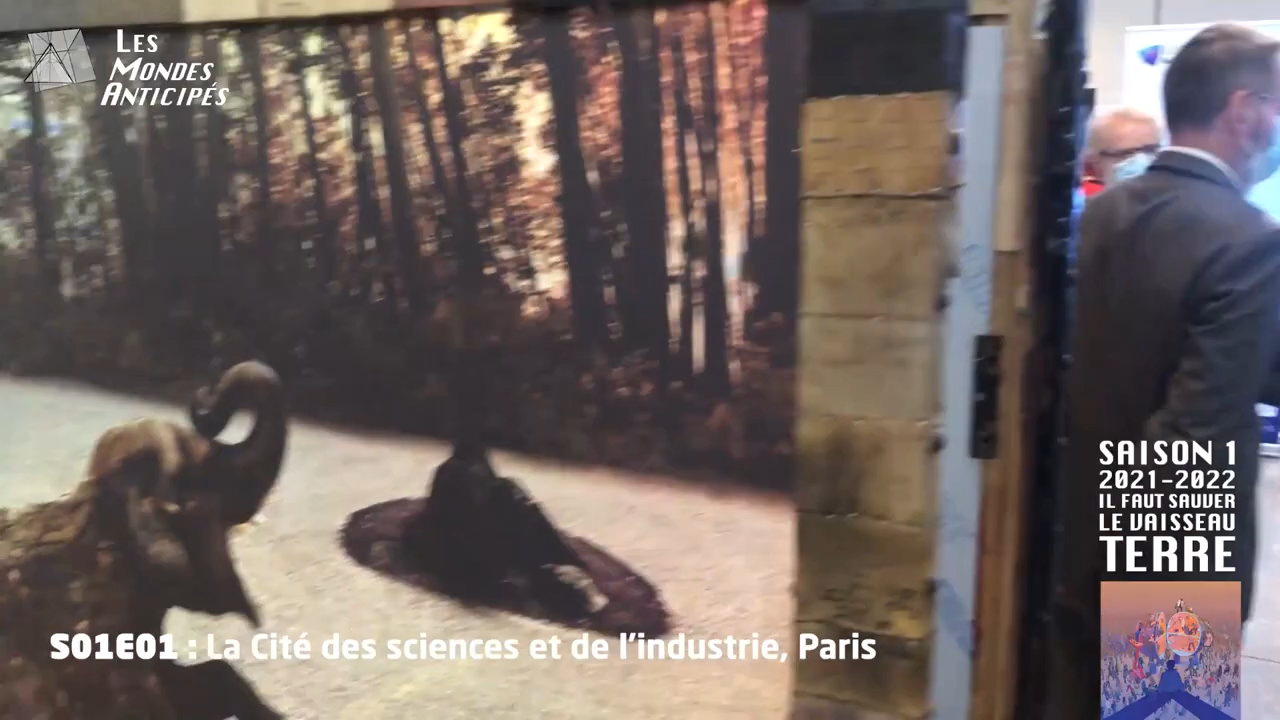 LES
MONDES
ANTICIPÉS
SAISON 1
2021-2022
IL FAUT SAUVER
LE VAISSEAU
TERRE
S01E01 : La Cité des sciences et de l'industrie, Paris